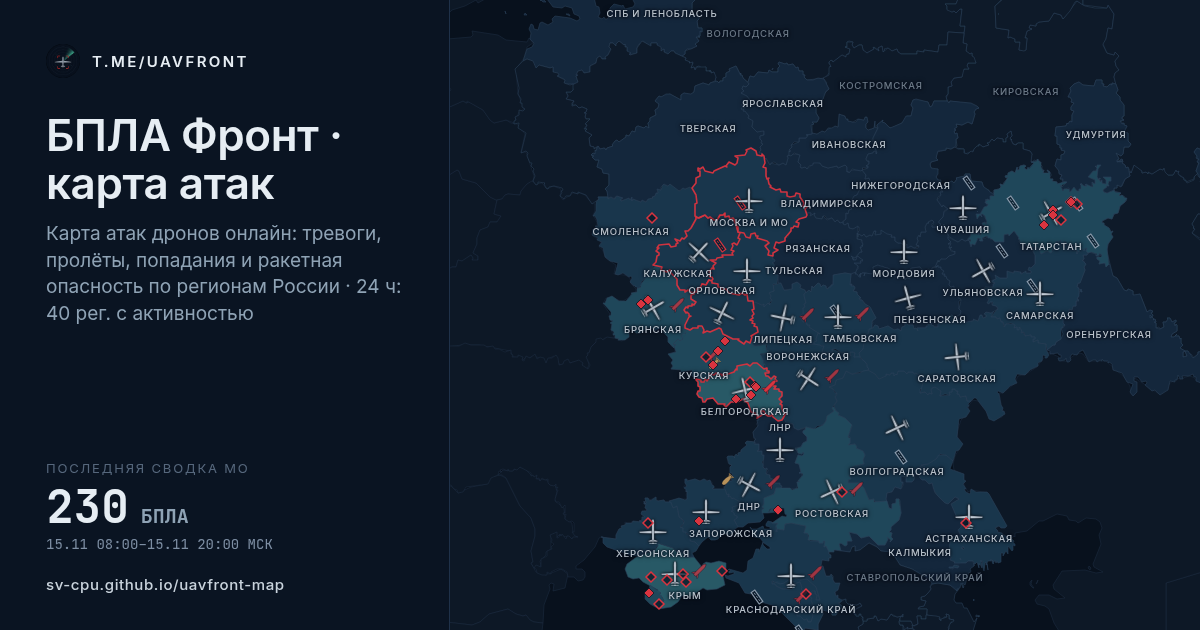 T.ME/UAVFRONT
БПЛА Фронт ·
карта атак
Карта атак дронов онлайн: тревоги,
пролёты, попадания и ракетная
опасность по регионам России · 24 ч:
40 рег. с активностью
ПОСЛЕДНЯЯ СВОДКА МО
230 БПЛА
15.11 08:00–15.11 20:00 МСК
sv-cpu.github.io/uavfront-map
СПБ И ЛЕНОБЛАСТЬ
ВОЛОГОДСКАЯ
КОСТРОМСКАЯ
КИРОВСКАЯ
ЯРОСЛАВСКАЯ
ТВЕРСКАЯ
УДМУРТИЯ
ИВАНОВСКАЯ
НИЖЕГОРОДСКАЯ
ВЛАДИМИРСКАЯ
МОСКВА И МО
СМОЛЕНСКАЯ
ЧУВАШИЯ
ТАТАРСТАН
РЯЗАНСКАЯ
КАЛУЖСКАЯ
ТУЛЬСКАЯ
МОРДОВИЯ
ОРЛОВСКАЯ
УЛЬЯНОВСКАЯ
САМАРСКАЯ
ПЕНЗЕНСКАЯ
БРЯНСКАЯ
ОРЕНБУРГСКАЯ
ЛИПЕЦКАЯ
ТАМБОВСКАЯ
ВОРОНЕЖСКАЯ
КУРСКАЯ
САРАТОВСКАЯ
БЕЛГОРОДСКАЯ
ЛНР
ВОЛГОГРАДСКАЯ
ДНР
РОСТОВСКАЯ
ЗАПОРОЖСКАЯ
АСТРАХАНСКАЯ
ХЕРСОНСКАЯ
КАЛМЫКИЯ
СТАВРОПОЛЬСКИЙ КРАЙ
КРЫМ
КРАСНОДАРСКИЙ КРАЙ